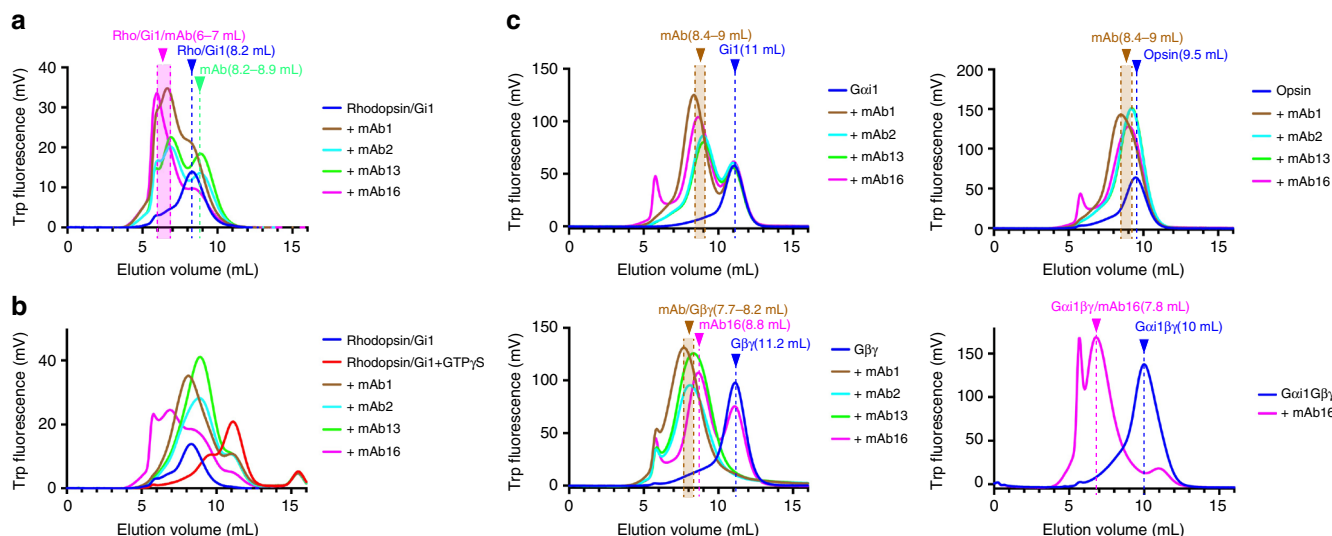 a
Rho/Gi1/mAb(6–7 mL)
Rho/Gi1(8.2 mL)
mAb(8.2–8.9 mL)
40
30
20
10
0
Trp fluorescence (mV)
0 5 10 15
Elution volume (mL)
Rhodopsin/Gi1
+ mAb1
+ mAb2
+ mAb13
+ mAb16
b
40
20
0
Trp fluorescence (mV)
0 5 10 15
Elution volume (mL)
Rhodopsin/Gi1
Rhodopsin/Gi1+GTPγS
+ mAb1
+ mAb2
+ mAb13
+ mAb16
c
mAb(8.4–9 mL)
Gi1(11 mL)
150
100
50
0
Trp fluorescence (mV)
0 5 10 15
Elution volume (mL)
Gαi1
+ mAb1
+ mAb2
+ mAb13
+ mAb16
mAb(8.4–9 mL)
Opsin(9.5 mL)
200
150
100
50
0
Trp fluorescence (mV)
0 5 10 15
Elution volume (mL)
Opsin
+ mAb1
+ mAb2
+ mAb13
+ mAb16
mAb/Gβγ(7.7–8.2 mL)
mAb16(8.8 mL)
Gβγ(11.2 mL)
150
100
50
0
Trp fluorescence (mV)
0 5 10 15
Elution volume (mL)
Gβγ
+ mAb1
+ mAb2
+ mAb13
+ mAb16
Gαi1βγ/mAb16(7.8 mL)
Gαi1βγ(10 mL)
150
100
50
0
Trp fluorescence (mV)
0 5 10 15
Elution volume (mL)
Gαi1Gβγ
+ mAb16